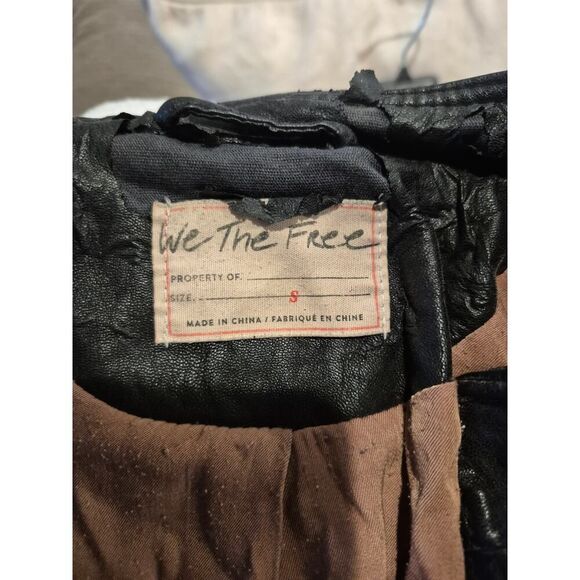 We The Free
PROPERTY OF.
SIZE. S
MADE IN CHINA / FABRIQUÉ EN CHINE